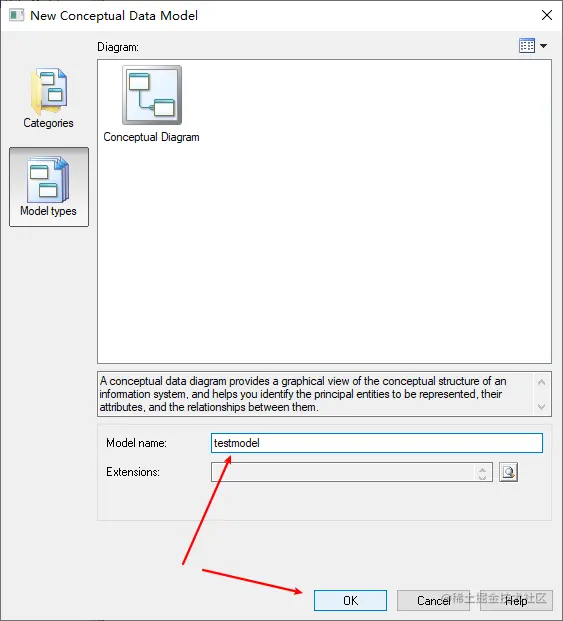 New Conceptual Data Model
Diagram:
Categories
Model types
Conceptual Diagram
A conceptual data diagram provides a graphical view of the conceptual structure of an
information system, and helps you identify the principal entities to be represented, their
attributes, and the relationships between them.
Model name:
testmodel
Extensions:
OK
Cancel
Help
@稀土掘金技术社区